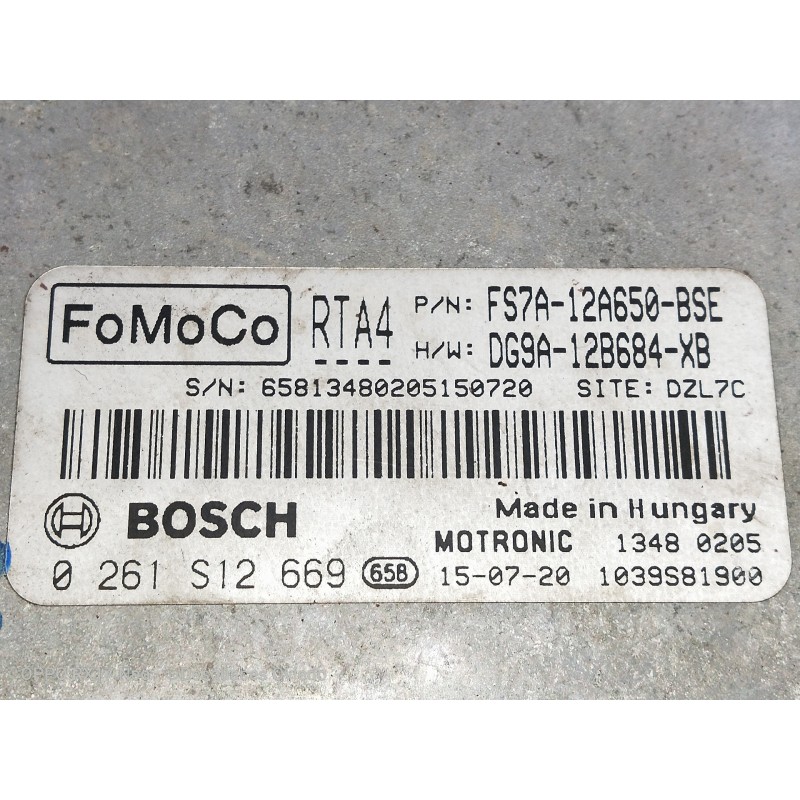 FoMoCo RTA4 P/N: FS7A-12A650-BSE
H/W: DG9A-12B684-XB
S/N: 65813480205150720 SITE: DZL7C
BOSCH Made in Hungary
MOTRONIC 1348 0205
0 261 S12 669 65B 15-07-20 1039S81900